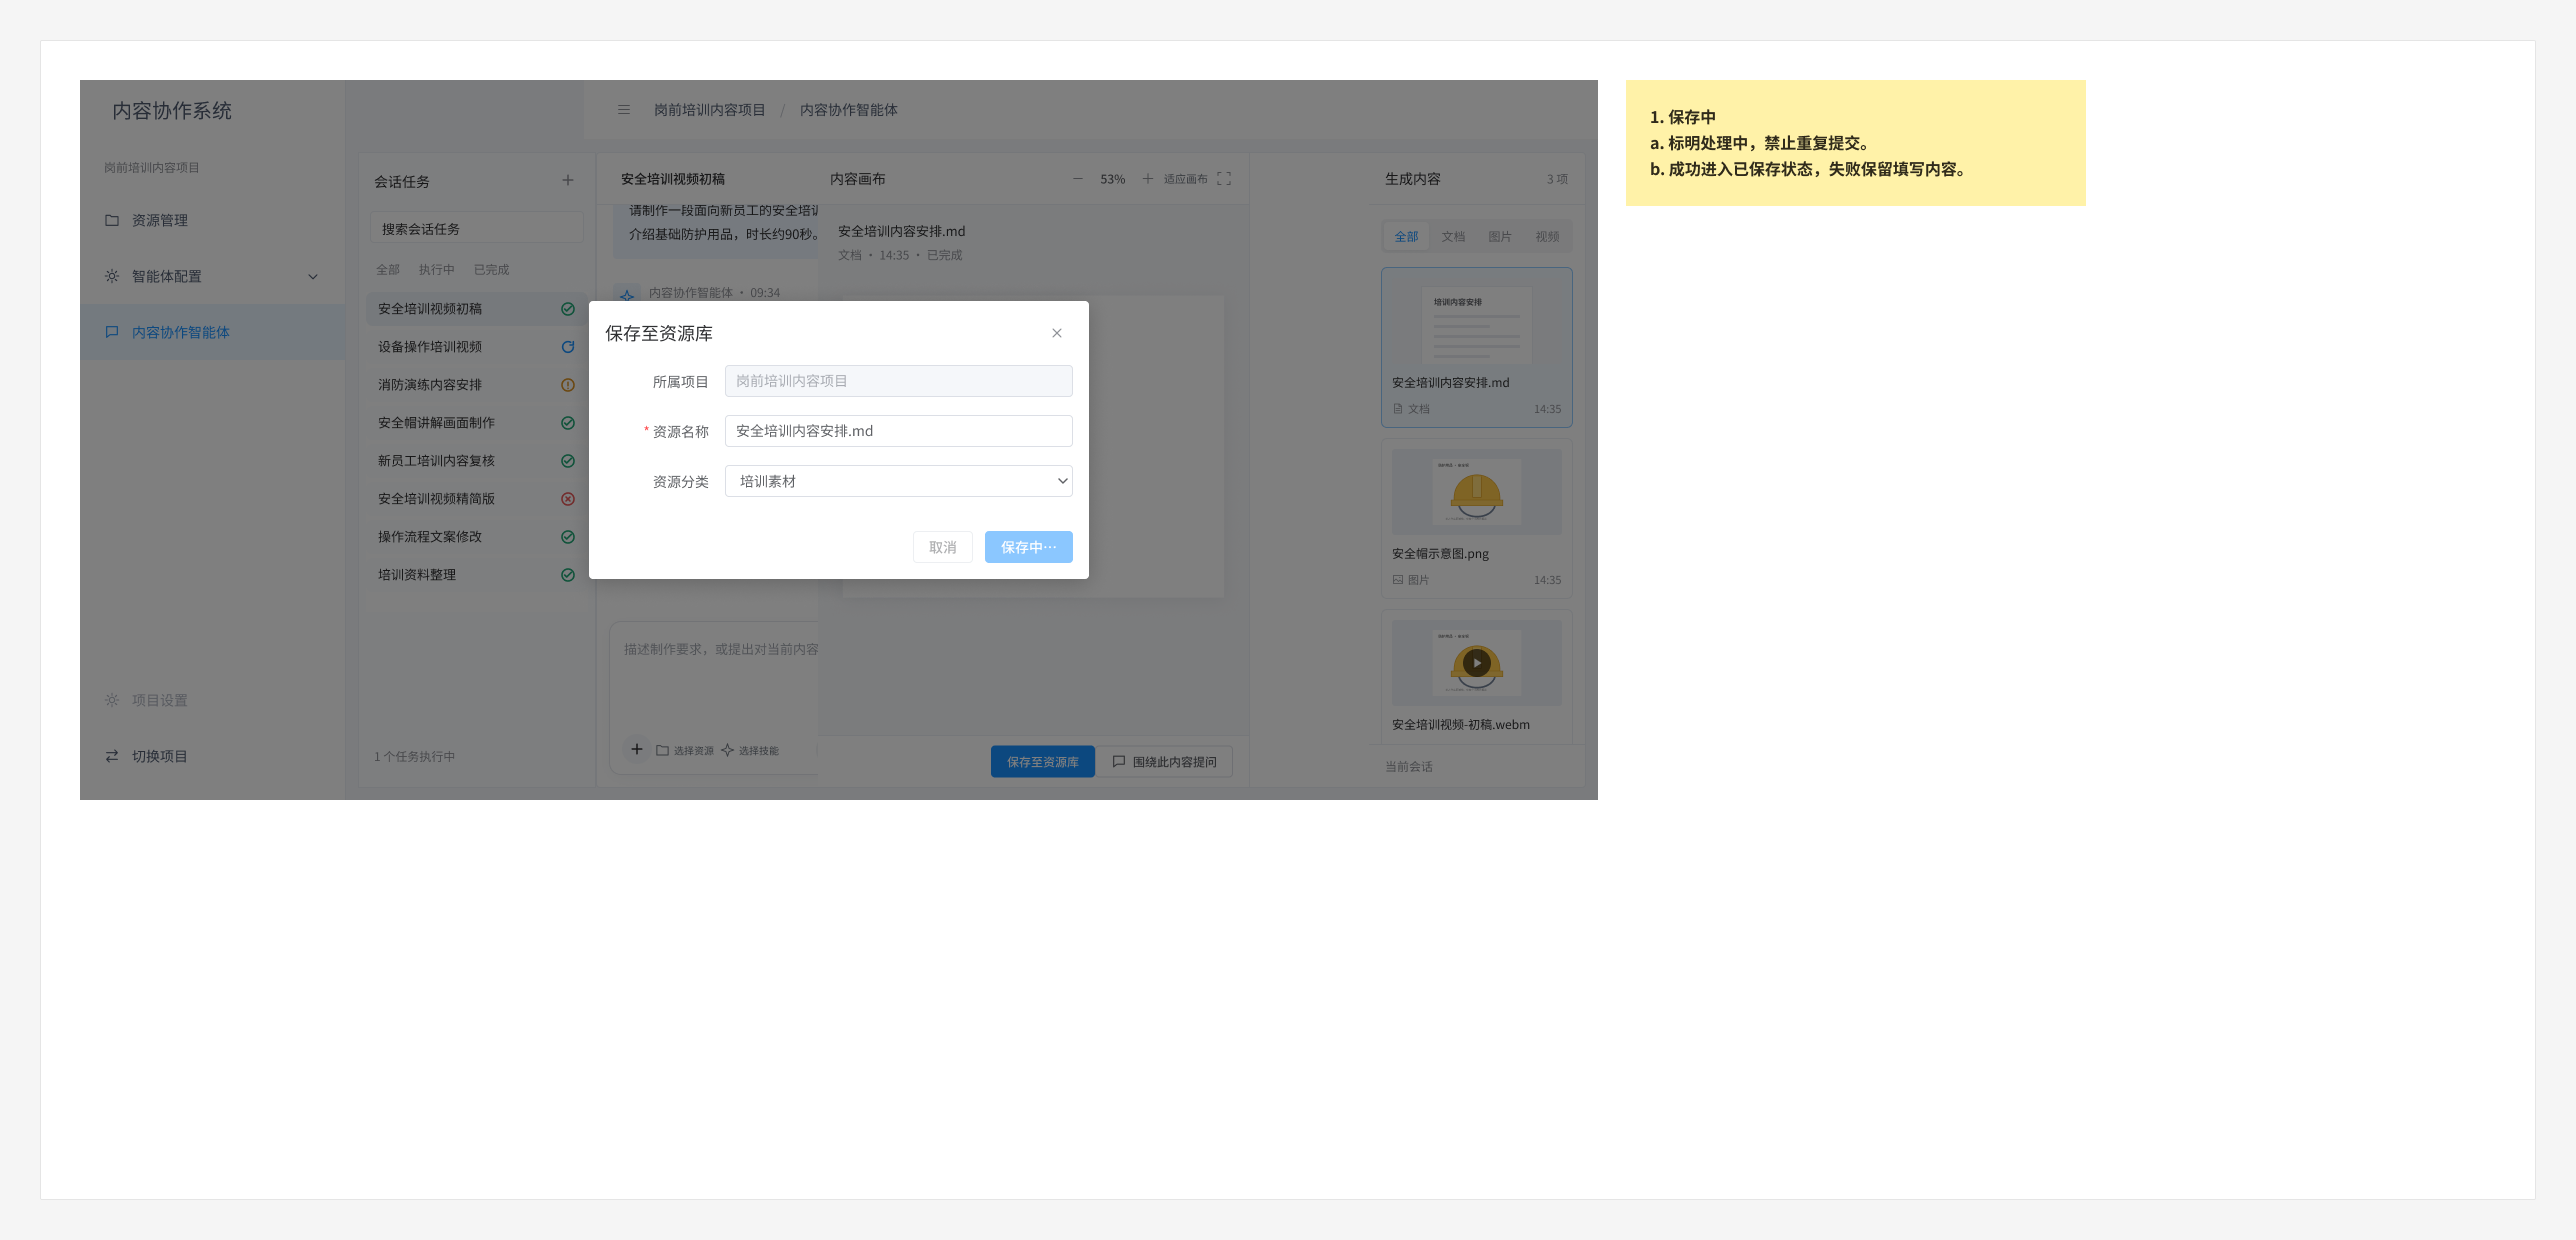 内容协作系统
岗前培训内容项目
资源管理
智能体配置
内容协作智能体
项目设置
切换项目
岗前培训内容项目 / 内容协作智能体
会话任务
搜索会话任务
全部 执行中 已完成
安全培训视频初稿
设备操作培训视频
消防演练内容安排
安全帽讲解画面制作
新员工培训内容复核
安全培训视频精简版
操作流程文案修改
培训资料整理
1 个任务执行中
安全培训视频初稿
请制作一段面向新员工的安全培训
介绍基础防护用品，时长约90秒。
内容协作智能体 · 09:34
描述制作要求，或提出对当前内容
选择资源 选择技能
内容画布
53% 适应画布
安全培训内容安排.md
文档 · 14:35 · 已完成
保存至资源库
所属项目 岗前培训内容项目
* 资源名称 安全培训内容安排.md
资源分类 培训素材
取消 保存中…
保存至资源库 围绕此内容提问
生成内容 3 项
全部 文档 图片 视频
培训内容安排
安全培训内容安排.md
文档 14:35
安全帽示意图.png
图片 14:35
安全培训视频-初稿.webm
当前会话
1. 保存中
a. 标明处理中，禁止重复提交。
b. 成功进入已保存状态，失败保留填写内容。